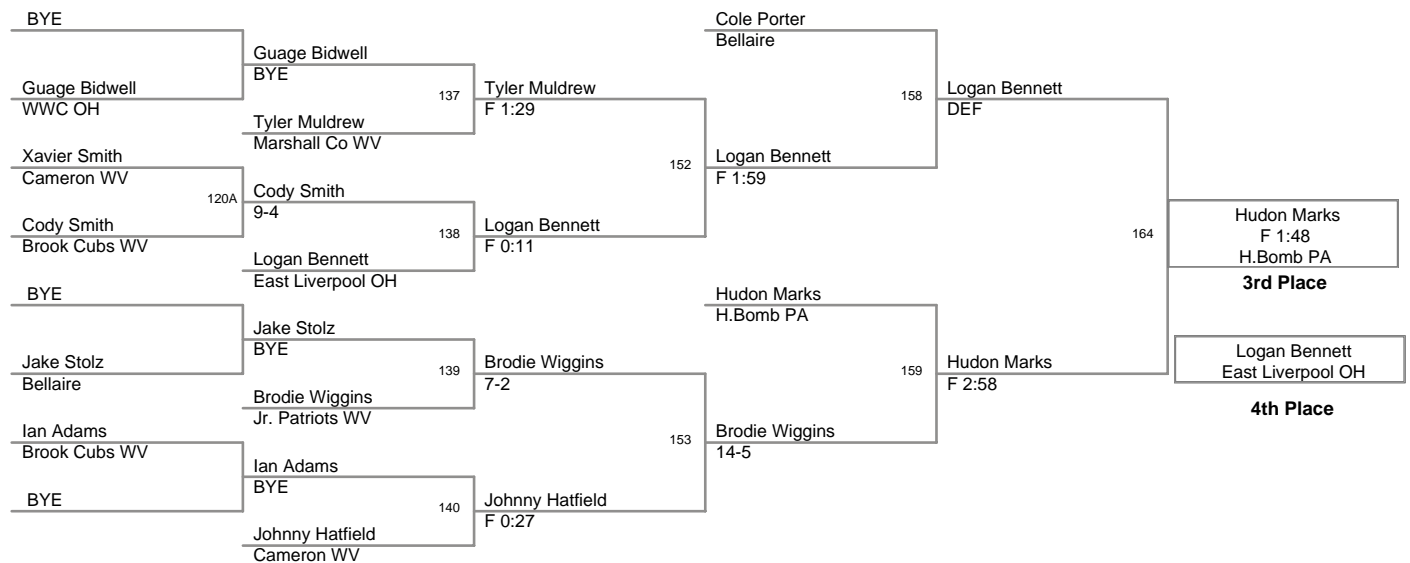 BYE
Guage Bidwell
WWC OH
Xavier Smith
Cameron WV
120A
Cody Smith
Brook Cubs WV
BYE
Jake Stolz
Bellaire
Ian Adams
Brook Cubs WV
BYE
Guage Bidwell
BYE
137
Tyler Muldrew
Marshall Co WV
Cody Smith
9-4
138
Logan Bennett
East Liverpool OH
Jake Stolz
BYE
139
Brodie Wiggins
Jr. Patriots WV
Ian Adams
BYE
140
Johnny Hatfield
Cameron WV
Tyler Muldrew
F 1:29
152
Logan Bennett
F 0:11
Brodie Wiggins
7-2
153
Johnny Hatfield
F 0:27
Cole Porter
Bellaire
158
Logan Bennett
F 1:59
Hudon Marks
H.Bomb PA
159
Brodie Wiggins
14-5
Logan Bennett
DEF
164
Hudon Marks
F 2:58
Hudon Marks
F 1:48
H.Bomb PA
3rd Place
Logan Bennett
East Liverpool OH
4th Place